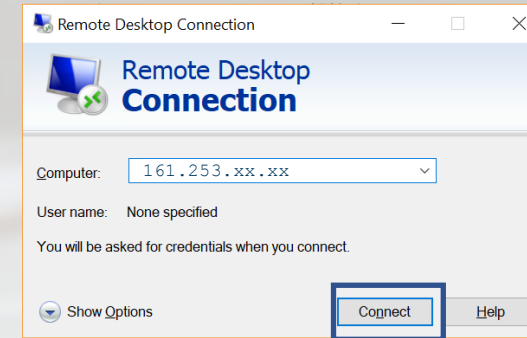 Remote Desktop Connection
Remote Desktop
Connection
Computer: 161.253.xx.xx
User name: None specified
You will be asked for credentials when you connect.
Show Options Connect Help